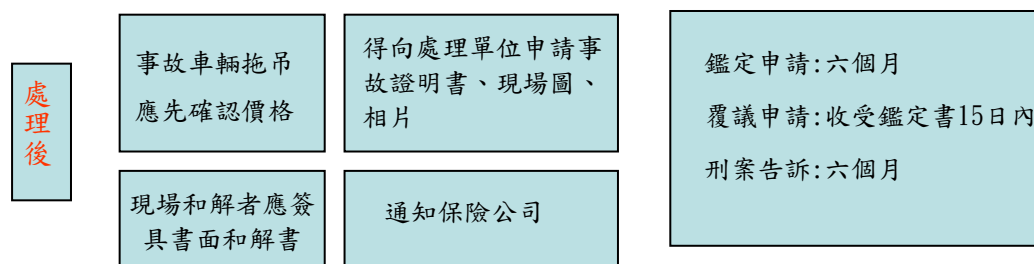 處理後
事故車輛拖吊
應先確認價格
得向處理單位申請事
故證明書、現場圖、
相片
現場和解者應簽
具書面和解書
通知保險公司
鑑定申請:六個月
覆議申請:收受鑑定書15日內
刑案告訴:六個月